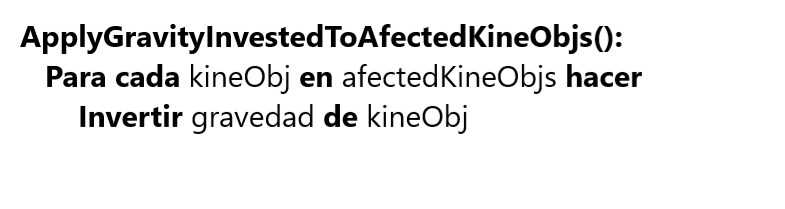 ApplyGravityInvestedToAfectedKineObjs():
Para cada kineObj en afectedKineObjs hacer
Invertir gravedad de kineObj